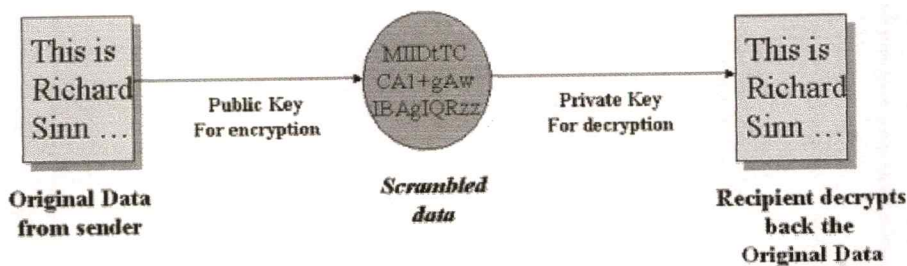 This is
Richard
Sinn ...
Original Data
from sender
Public Key
For encryption
MIIDtTC
CA1+gAw
IBAgIQRzz
Scrambled
data
Private Key
For decryption
This is
Richard
Sinn ...
Recipient decrypts
back the
Original Data